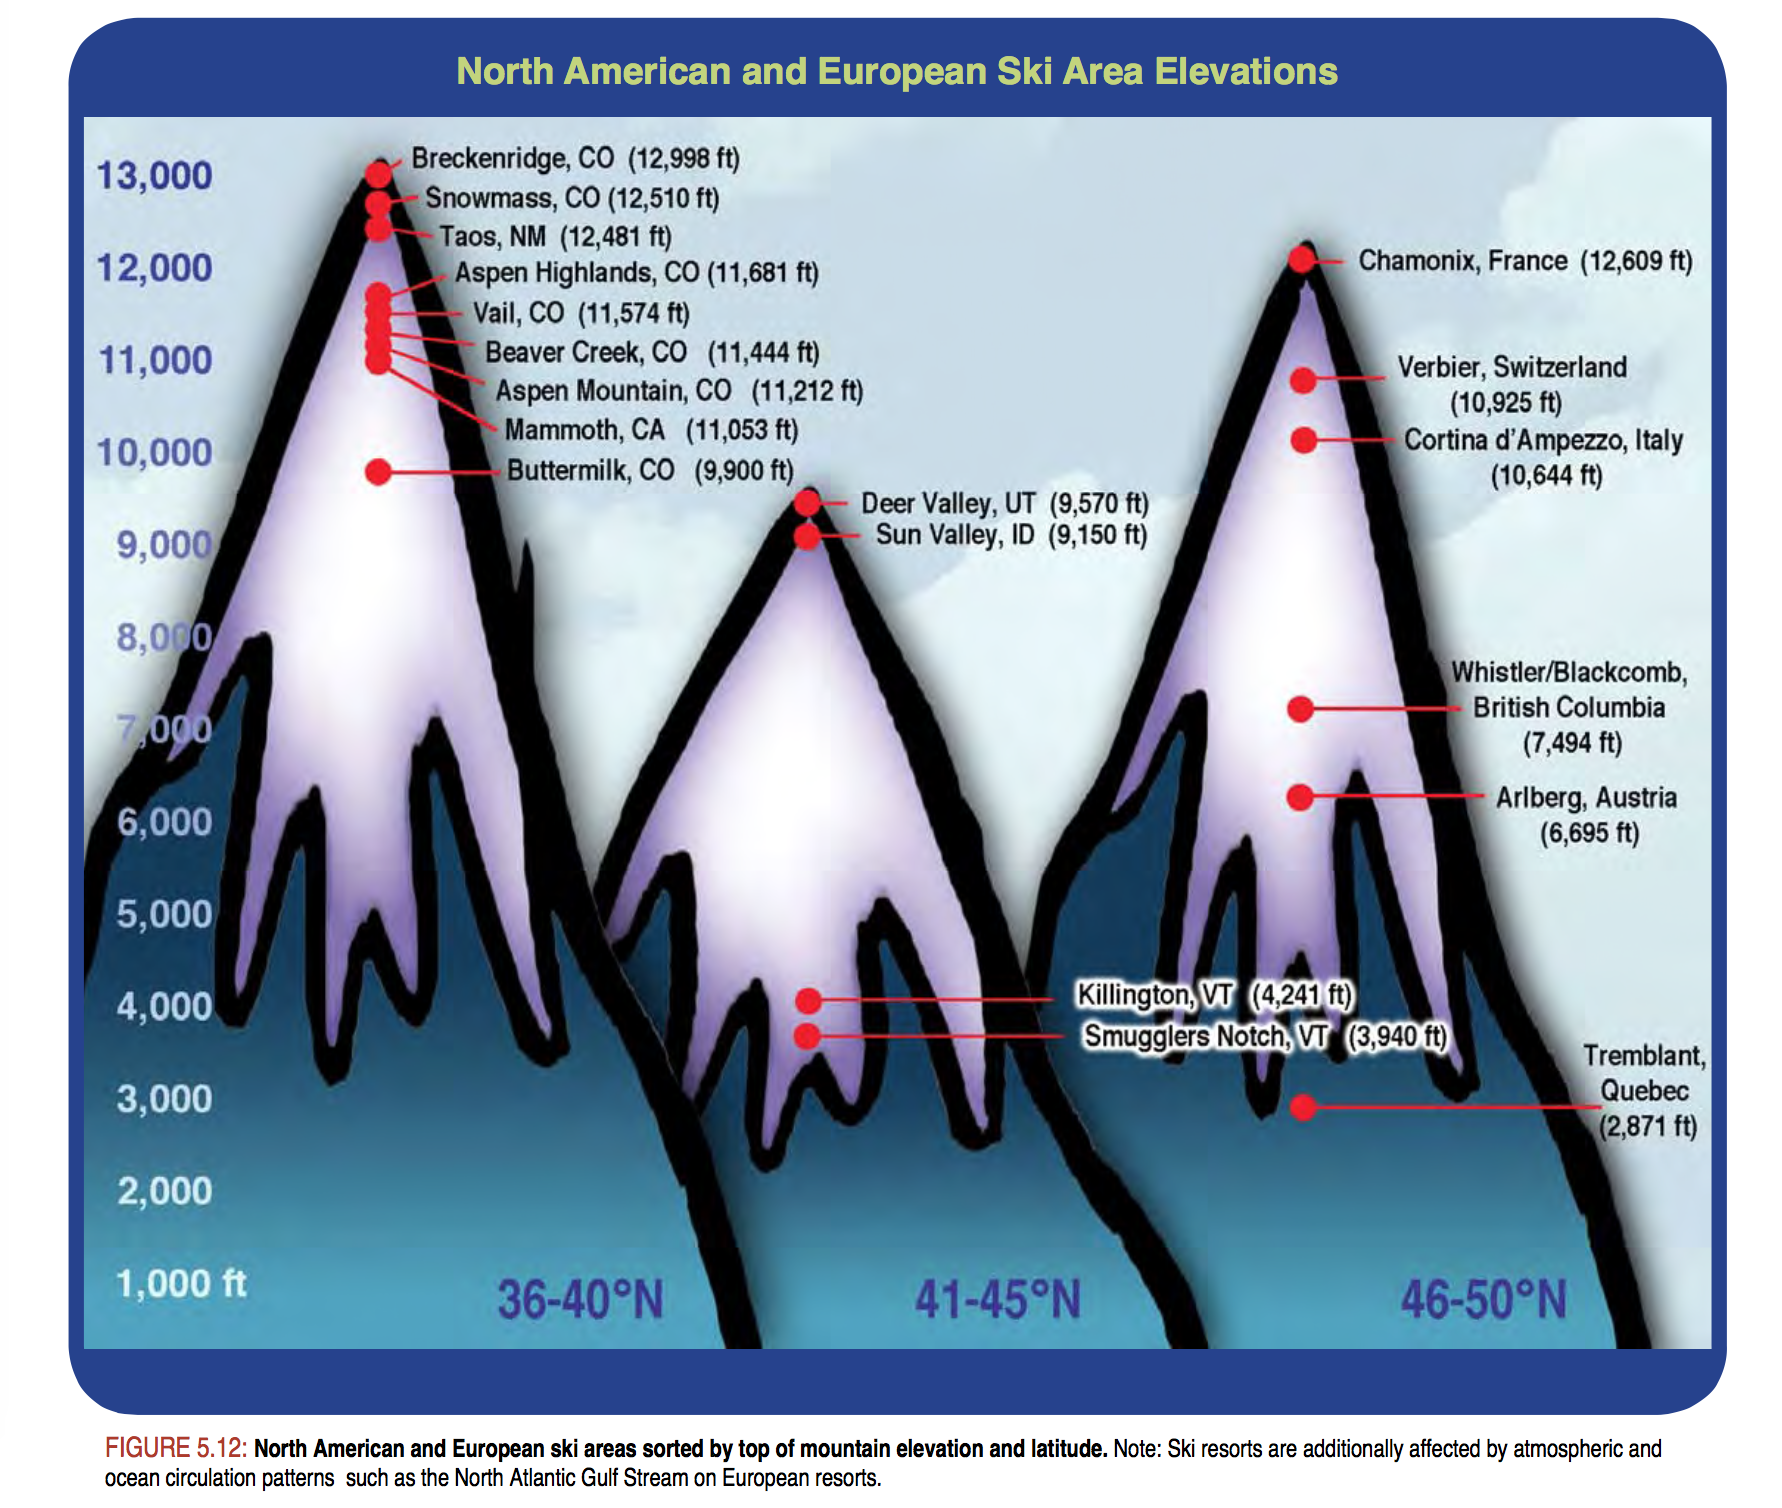 North American and European Ski Area Elevations
13,000
12,000
11,000
10,000
9,000
8,000
7,000
6,000
5,000
4,000
3,000
2,000
1,000 ft
Breckenridge, CO (12,998 ft)
Snowmass, CO (12,510 ft)
Taos, NM (12,481 ft)
Aspen Highlands, CO (11,681 ft)
Vail, CO (11,574 ft)
Beaver Creek, CO (11,444 ft)
Aspen Mountain, CO (11,212 ft)
Mammoth, CA (11,053 ft)
Buttermilk, CO (9,900 ft)
Deer Valley, UT (9,570 ft)
Sun Valley, ID (9,150 ft)
Killington, VT (4,241 ft)
Smugglers Notch, VT (3,940 ft)
Chamonix, France (12,609 ft)
Verbier, Switzerland
(10,925 ft)
Cortina d'Ampezzo, Italy
(10,644 ft)
Whistler/Blackcomb,
British Columbia
(7,494 ft)
Arlberg, Austria
(6,695 ft)
Tremblant,
Quebec
(2,871 ft)
36-40°N
41-45°N
46-50°N
FIGURE 5.12: North American and European ski areas sorted by top of mountain elevation and latitude. Note: Ski resorts are additionally affected by atmospheric and
ocean circulation patterns such as the North Atlantic Gulf Stream on European resorts.